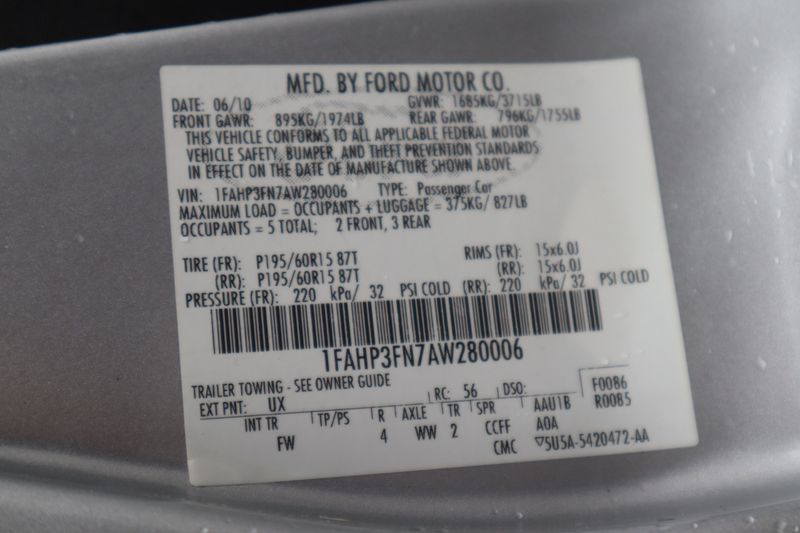 MFD. BY FORD MOTOR CO.
DATE: 06/10 GVWR: 1685KG/3715LB
FRONT GAWR: 895KG/1974LB REAR GAWR: 796KG/1755LB
THIS VEHICLE CONFORMS TO ALL APPLICABLE FEDERAL MOTOR
VEHICLE SAFETY, BUMPER, AND THEFT PREVENTION STANDARDS
IN EFFECT ON THE DATE OF MANUFACTURE SHOWN ABOVE.
VIN: 1FAHP3FN7AW280006 TYPE: Passenger Car
MAXIMUM LOAD = OCCUPANTS + LUGGAGE = 375KG/ 827LB
OCCUPANTS = 5 TOTAL; 2 FRONT, 3 REAR
TIRE (FR): P195/60R15 87T RIMS (FR): 15x6.0J
(RR): P195/60R15 87T (RR): 15x6.0J
PRESSURE (FR): 220 kPa/ 32 PSI COLD (RR): 220 kPa/ 32 PSI COLD
1FAHP3FN7AW280006
TRAILER TOWING - SEE OWNER GUIDE
EXT PNT: UX RC: 56 DSO: F0086
INT TR TP/PS R AXLE TR SPR AAU1B R0085
FW 4 WW 2 CCFF AOA
CMC ▽5U5A-5420472-AA